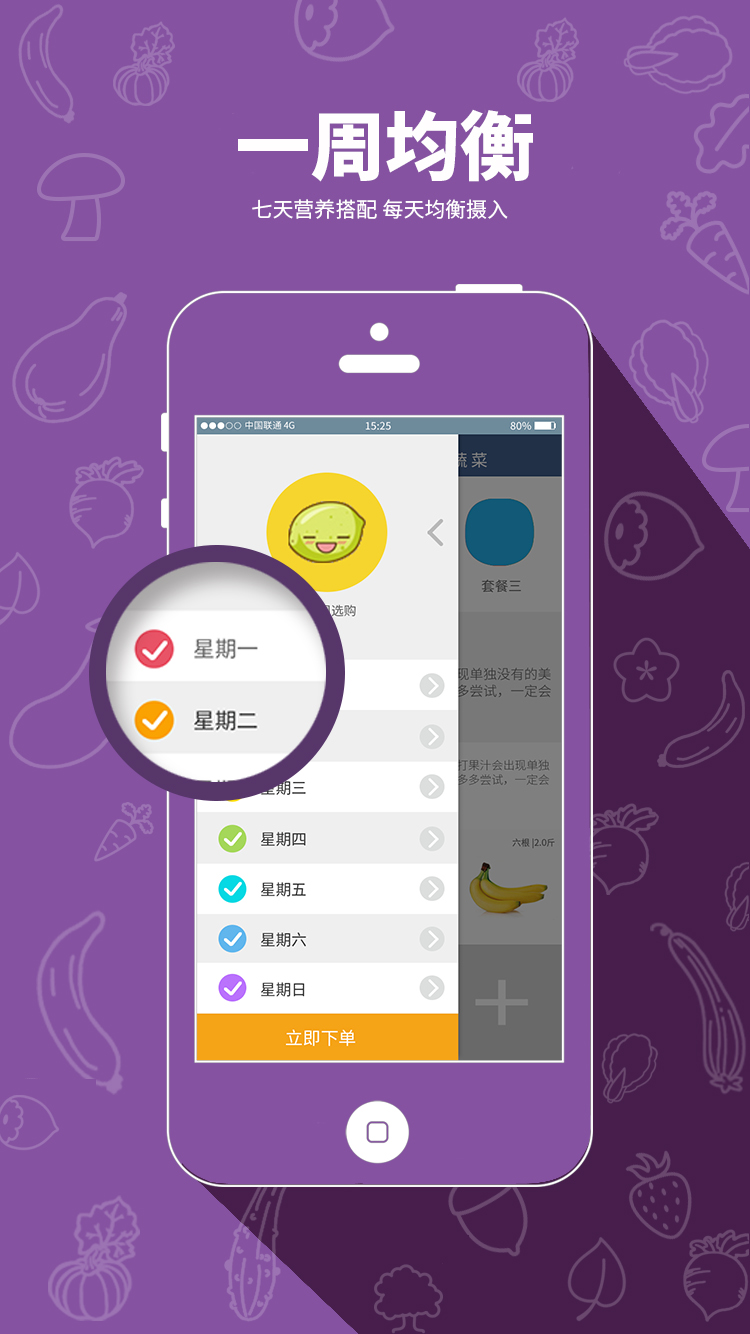 一周均衡
七天营养搭配 每天均衡摄入
中国联通 4G 15:25 80%
蔬菜
套餐三
选购
星期一
星期二
现单独没有的美
多尝试，一定会
打果汁会出现单独
多多尝试，一定会
星期三
星期四
六根 |2.0斤
星期五
星期六
星期日
立即下单